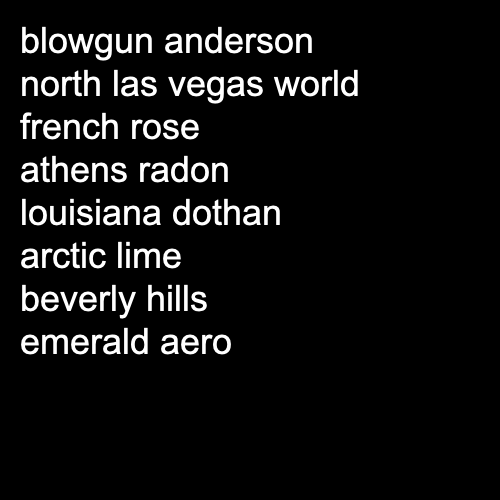 blowgun anderson
north las vegas world
french rose
athens radon
louisiana dothan
arctic lime
beverly hills
emerald aero